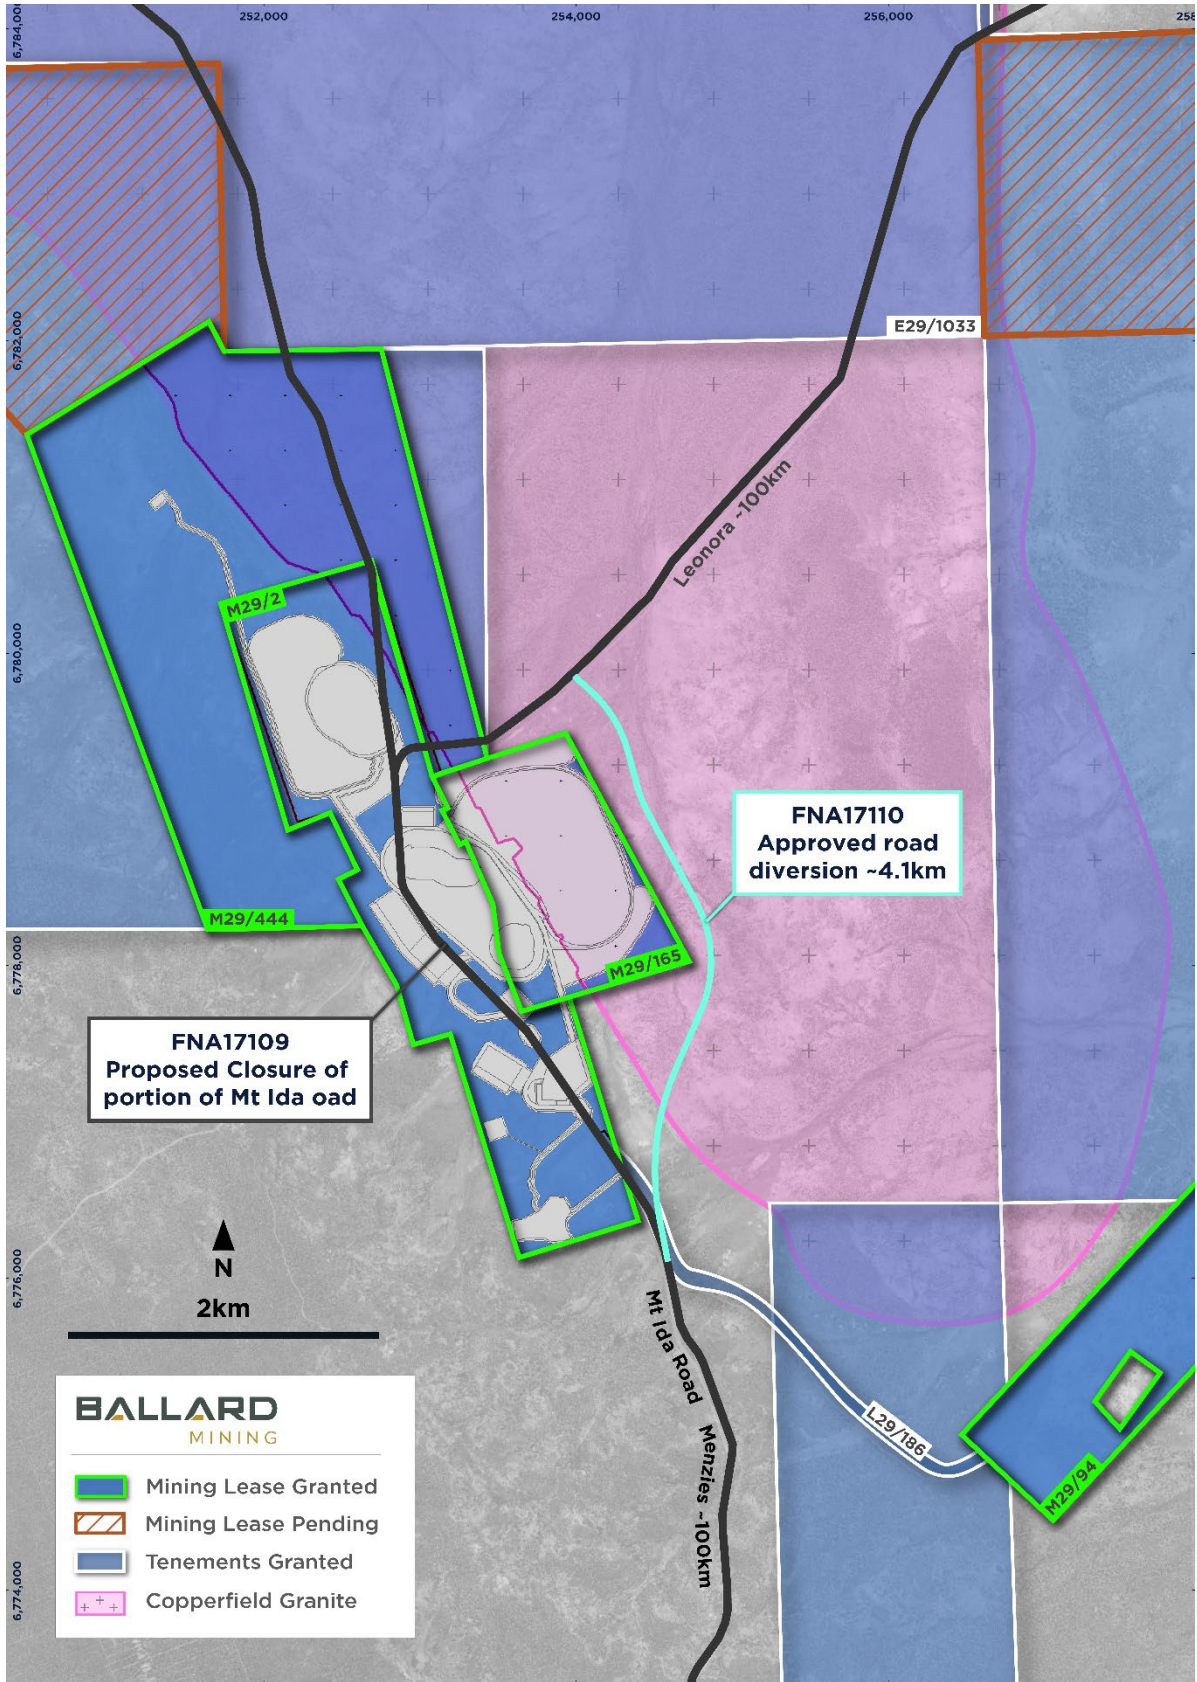 252,000
254,000
256,000
258
6,784,000
6,782,000
E29/1033
Leonora ~100km
M29/2
6,780,000
FNA17110
Approved road
diversion ~4.1km
M29/444
M29/165
6,778,000
FNA17109
Proposed Closure of
portion of Mt Ida oad
N
2km
6,776,000
Mt Ida Road
Menzies ~100km
L29/186
M29/94
BALLARD
MINING
Mining Lease Granted
Mining Lease Pending
Tenements Granted
Copperfield Granite
6,774,000